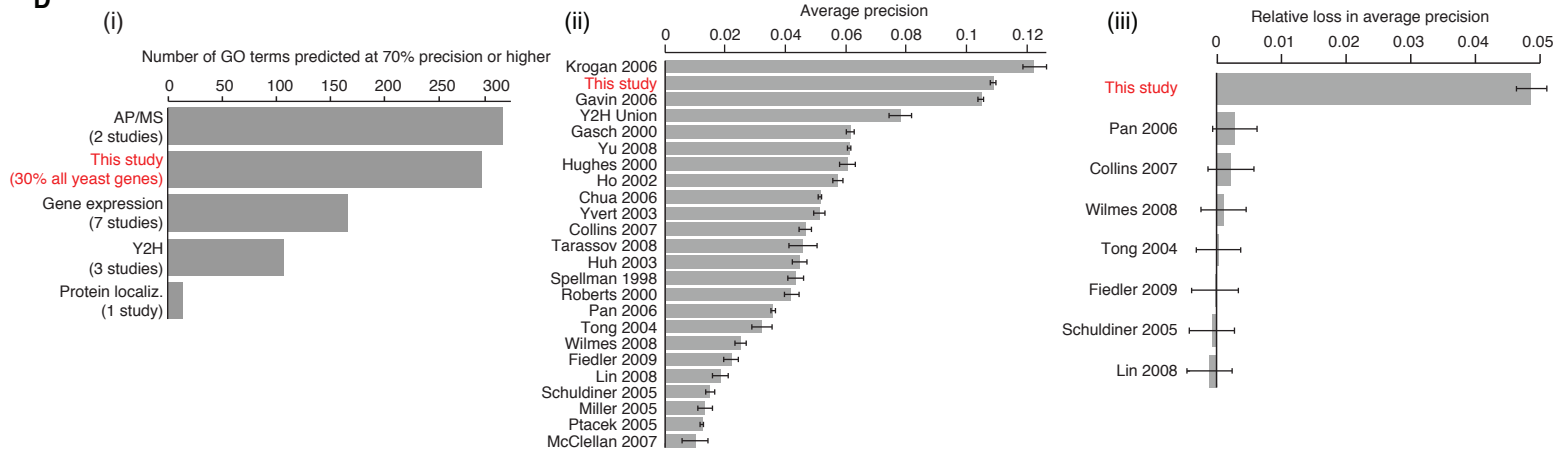 D
(i)
Number of GO terms predicted at 70% precision or higher
0 50 100 150 200 250 300
AP/MS
(2 studies)
This study
(30% all yeast genes)
Gene expression
(7 studies)
Y2H
(3 studies)
Protein localiz.
(1 study)
(ii)
Average precision
0 0.02 0.04 0.06 0.08 0.1 0.12
Krogan 2006
This study
Gavin 2006
Y2H Union
Gasch 2000
Yu 2008
Hughes 2000
Ho 2002
Chua 2006
Yvert 2003
Collins 2007
Tarassov 2008
Huh 2003
Spellman 1998
Roberts 2000
Pan 2006
Tong 2004
Wilmes 2008
Fiedler 2009
Lin 2008
Schuldiner 2005
Miller 2005
Ptacek 2005
McClellan 2007
(iii)
Relative loss in average precision
0 0.01 0.02 0.03 0.04 0.05
This study
Pan 2006
Collins 2007
Wilmes 2008
Tong 2004
Fiedler 2009
Schuldiner 2005
Lin 2008